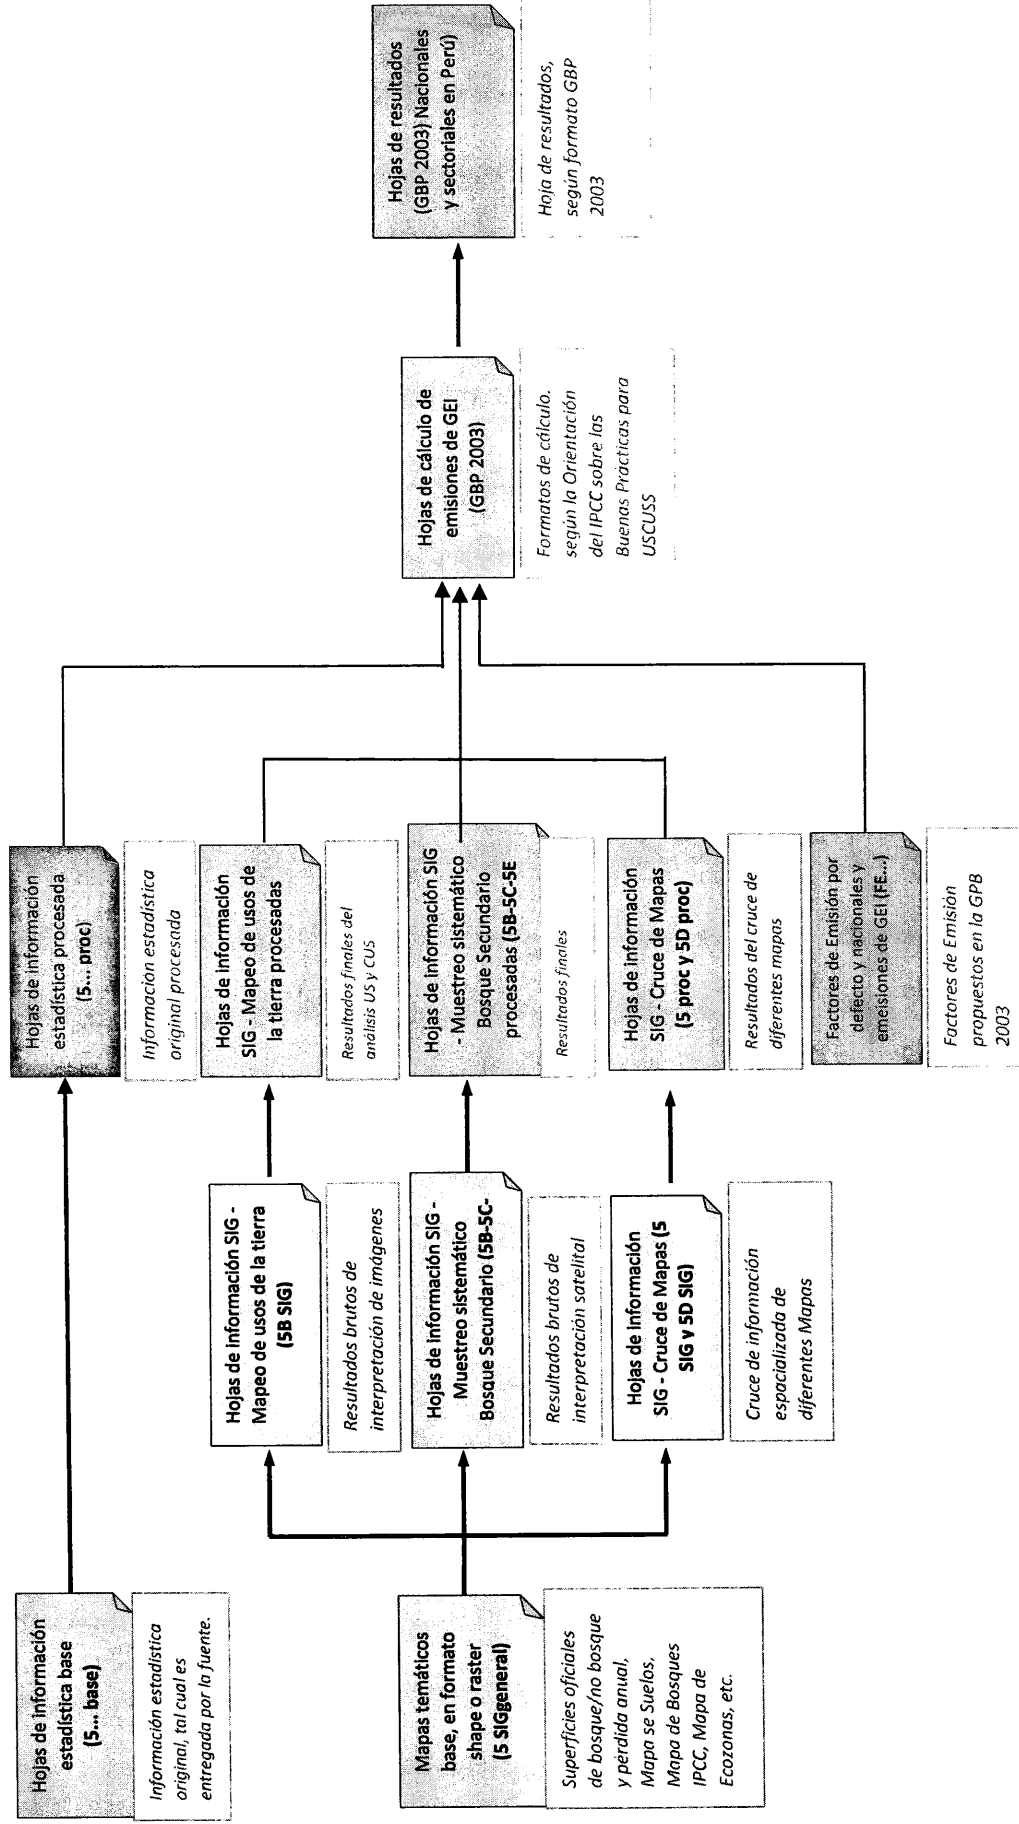 Hojas de información
estadística base
(5... base)
Información estadística
original, tal cual es
entregada por la fuente.
Mapas temáticos
base, en formato
shape o raster
(5 SIGgeneral)
Superficies oficiales
de bosque/no bosque
y pérdida anual,
Mapa se Suelos,
Mapa de Bosques
IPCC, Mapa de
Ecozonas, etc.
Hojas de información SIG -
Mapeo de usos de la tierra
(5B SIG)
Resultados brutos de
interpretación de imágenes
Hojas de Información SIG -
Muestreo sistemático
Bosque Secundario (5B-5C-
Resultados brutos de
interpretación satelital
Hojas de Información
SIG - Cruce de Mapas (5
SIG y 5D SIG)
Cruce de información
espacializada de
diferentes Mapas
Hojas de información
estadística procesada
(5... proc)
Información estadística
original procesada
Hojas de información
SIG - Mapeo de usos de
la tierra procesadas
Resultados finales del
análisis US y CUS
Hojas de Información SIG
- Muestreo sistemático
Bosque Secundario
procesadas (5B-5C-5E
Resultados finales
Hojas de Información
SIG - Cruce de Mapas
(5 proc y 5D proc)
Resultados del cruce de
diferentes mapas
Factores de Emisión por
defecto y nacionales y
emeisiones de GEI (FE...)
Factores de Emisión
propuestos en la GPB
2003
Hojas de cálculo de
emisiones de GEI
(GBP 2003)
Formatos de cálculo.
según la Orientación
del IPCC sobre las
Buenas Prácticas para
USCUSS
Hojas de resultados
(GBP 2003) Nacionales
y sectoriales en Perú)
Hoja de resultados,
según formato GBP
2003